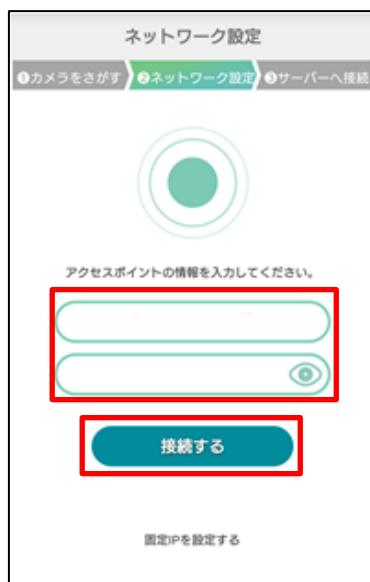 ネットワーク設定
❶カメラをさがす ❷ネットワーク設定 ❸サーバーへ接続
アクセスポイントの情報を入力してください。
接続する
固定IPを設定する